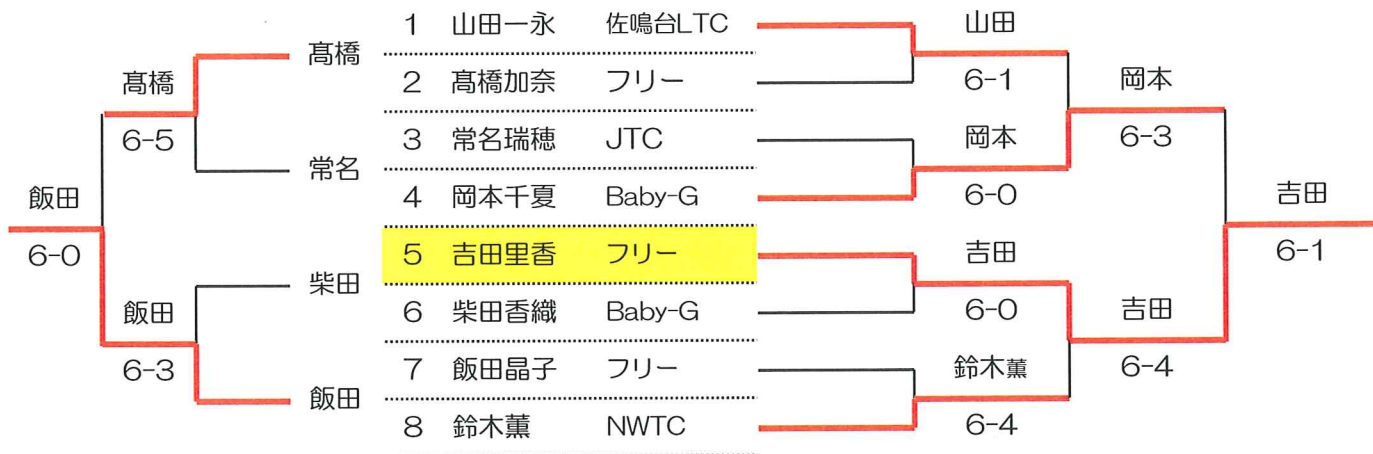 1 山田一永 佐鳴台LTC
2 髙橋加奈 フリー
3 常名瑞穂 JTC
4 岡本千夏 Baby-G
5 吉田里香 フリー
6 柴田香織 Baby-G
7 飯田晶子 フリー
8 鈴木薫 NWTC
髙橋
常名
柴田
飯田
髙橋
6-5
飯田
6-3
飯田
6-0
山田
6-1
岡本
6-0
吉田
6-0
鈴木薫
6-4
岡本
6-3
吉田
6-4
吉田
6-1